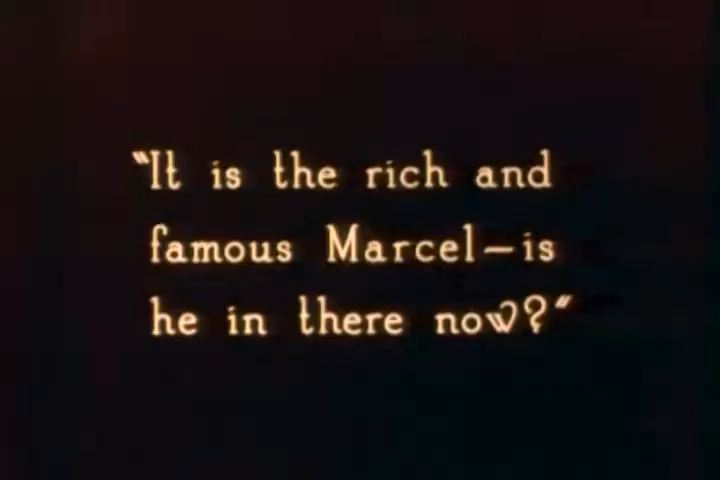 "It is the rich and
famous Marcel—is
he in there now?"